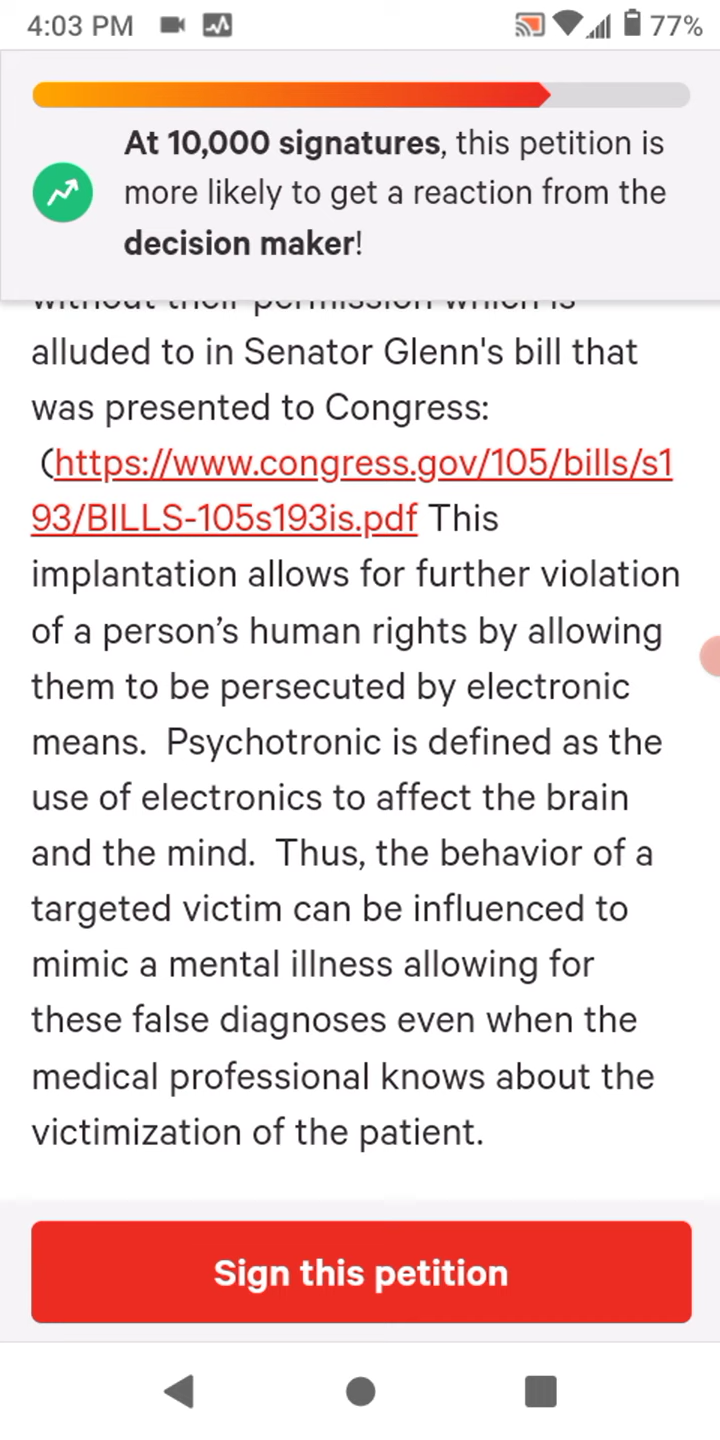 4:03 PM 77%
At 10,000 signatures, this petition is
more likely to get a reaction from the
decision maker!
without their permission which is
alluded to in Senator Glenn's bill that
was presented to Congress:
(https://www.congress.gov/105/bills/s1
93/BILLS-105s193is.pdf This
implantation allows for further violation
of a person’s human rights by allowing
them to be persecuted by electronic
means.  Psychotronic is defined as the
use of electronics to affect the brain
and the mind.  Thus, the behavior of a
targeted victim can be influenced to
mimic a mental illness allowing for
these false diagnoses even when the
medical professional knows about the
victimization of the patient.
Sign this petition